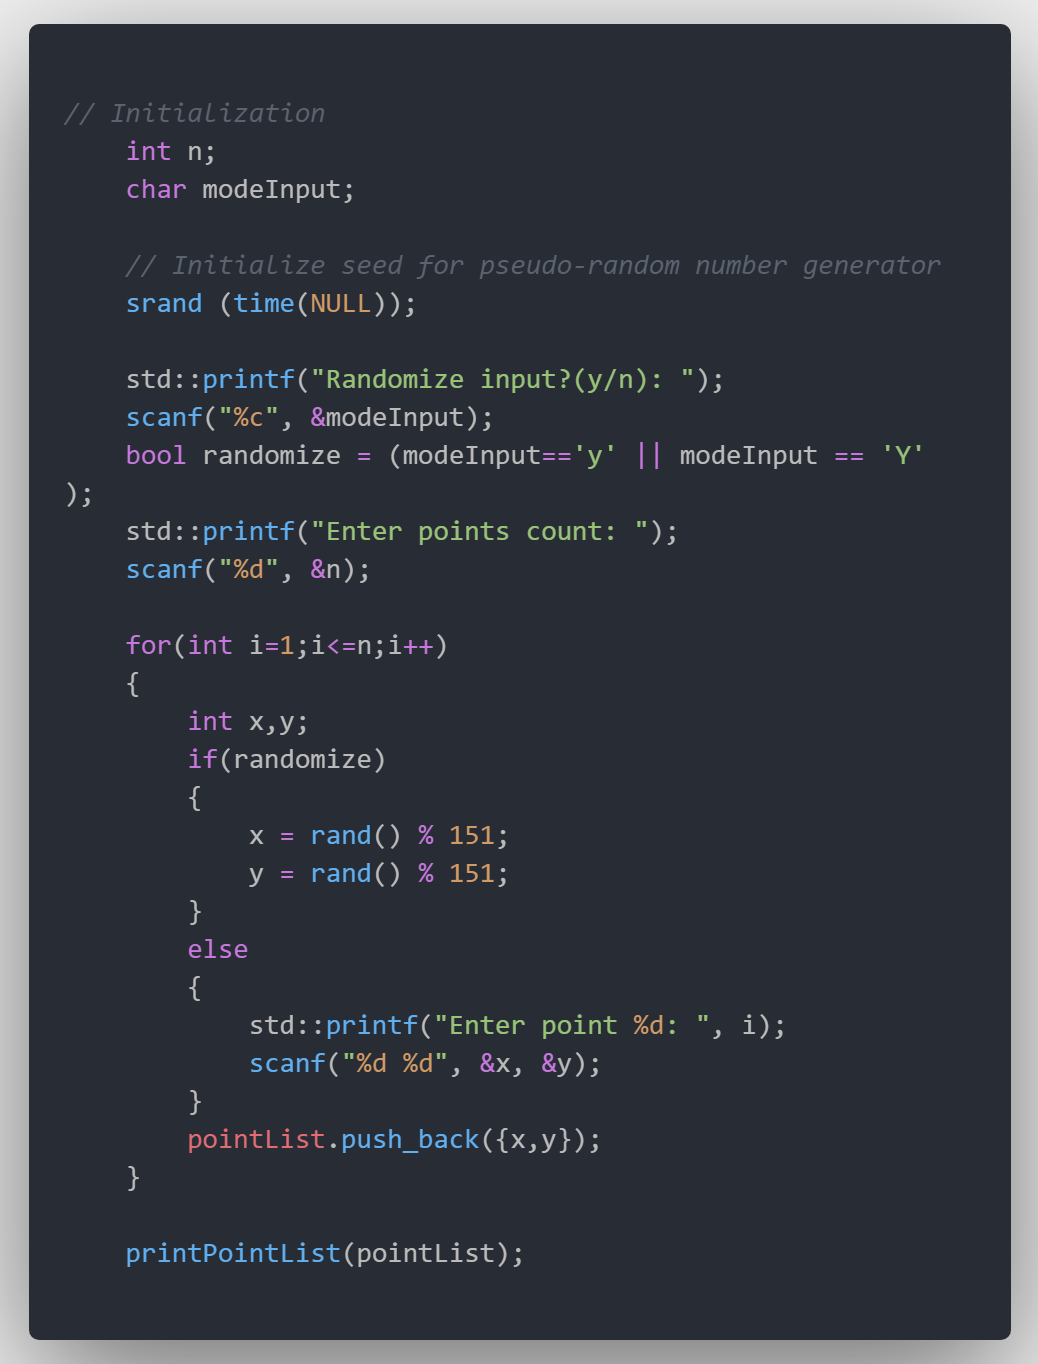 // Initialization
    int n;
    char modeInput;

    // Initialize seed for pseudo-random number generator
    srand (time(NULL));

    std::printf("Randomize input?(y/n): ");
    scanf("%c", &modeInput);
    bool randomize = (modeInput=='y' || modeInput == 'Y'
);
    std::printf("Enter points count: ");
    scanf("%d", &n);

    for(int i=1;i<=n;i++)
    {
        int x,y;
        if(randomize)
        {
            x = rand() % 151;
            y = rand() % 151;
        }
        else
        {
            std::printf("Enter point %d: ", i);
            scanf("%d %d", &x, &y);
        }
        pointList.push_back({x,y});
    }

    printPointList(pointList);